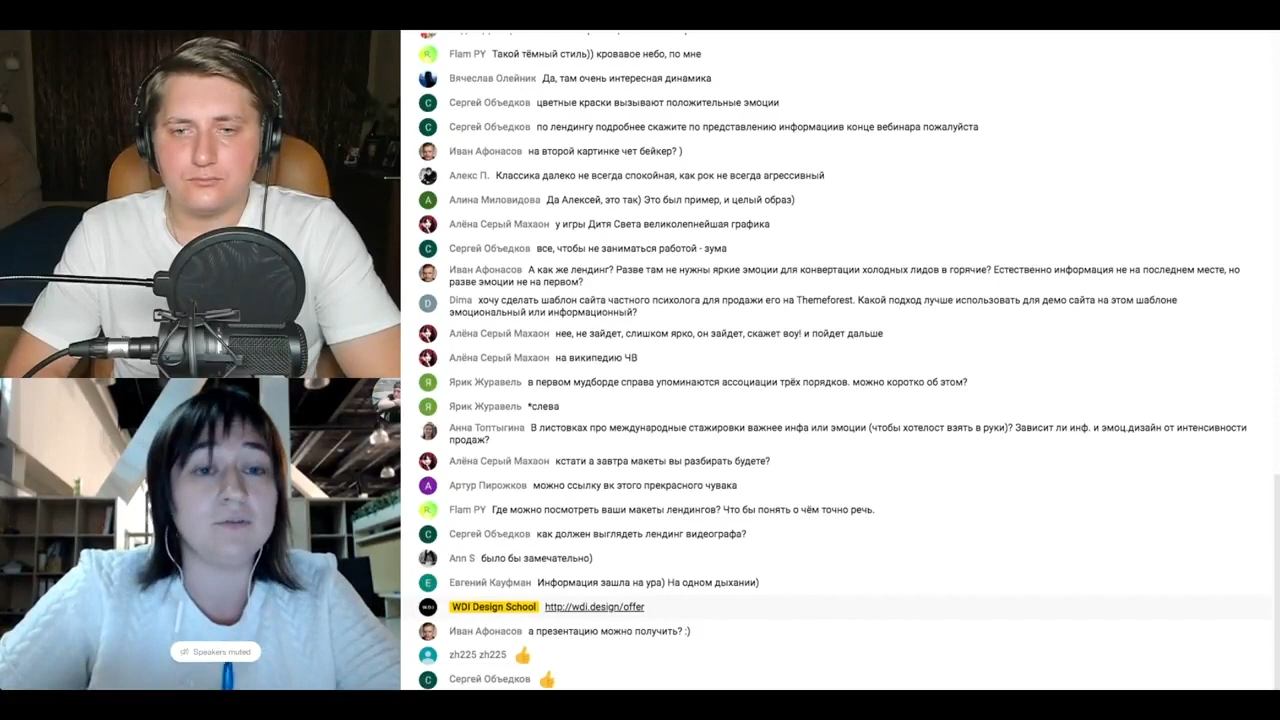 Flam PY Такой тёмный стиль)) кровавое небо, по мне
Вячеслав Олейник Да, там очень интересная динамика
Сергей Объедков цветные краски вызывают положительные эмоции
Сергей Объедков по лендингу подробнее скажите по представлению информациив конце вебинара пожалуйста
Иван Афонасов на второй картинке чет бейкер? )
Алекс П. Классика далеко не всегда спокойная, как рок не всегда агрессивный
А Алина Миловидова Да Алексей, это так) Это был пример, и целый образ)
Алёна Серый Махаон у игры Дитя Света великолепнейшая графика
С Сергей Объедков все, чтобы не заниматься работой - зума
Иван Афонасов А как же лендинг? Разве там не нужны яркие эмоции для конвертации холодных лидов в горячие? Естественно информация не на последнем месте, но
разве эмоции не на первом?
D Dima хочу сделать шаблон сайта частного психолога для продажи его на Themeforest. Какой подход лучше использовать для демо сайта на этом шаблоне
эмоциональный или информационный?
Алёна Серый Махаон нее, не зайдет, слишком ярко, он зайдет, скажет воу! и пойдет дальше
Алёна Серый Махаон на википедию ЧВ
Я Ярик Журавель в первом мудборде справа упоминаются ассоциации трёх порядков. можно коротко об этом?
Я Ярик Журавель *слева
Анна Топтыгина В листовках про международные стажировки важнее инфа или эмоции (чтобы хотелост взять в руки)? Зависит ли инф. и эмоц.дизайн от интенсивности
продаж?
Алёна Серый Махаон кстати а завтра макеты вы разбирать будете?
А Артур Пирожков можно ссылку вк этого прекрасного чувака
Flam PY Где можно посмотреть ваши макеты лендингов? Что бы понять о чём точно речь.
С Сергей Объедков как должен выглядеть лендинг видеографа?
Ann S было бы замечательно)
Е Евгений Кауфман Информация зашла на ура) На одном дыхании)
WDI WDI Design School http://wdi.design/offer
Иван Афонасов а презентацию можно получить? :)
zh225 zh225
С Сергей Объедков
Speakers muted